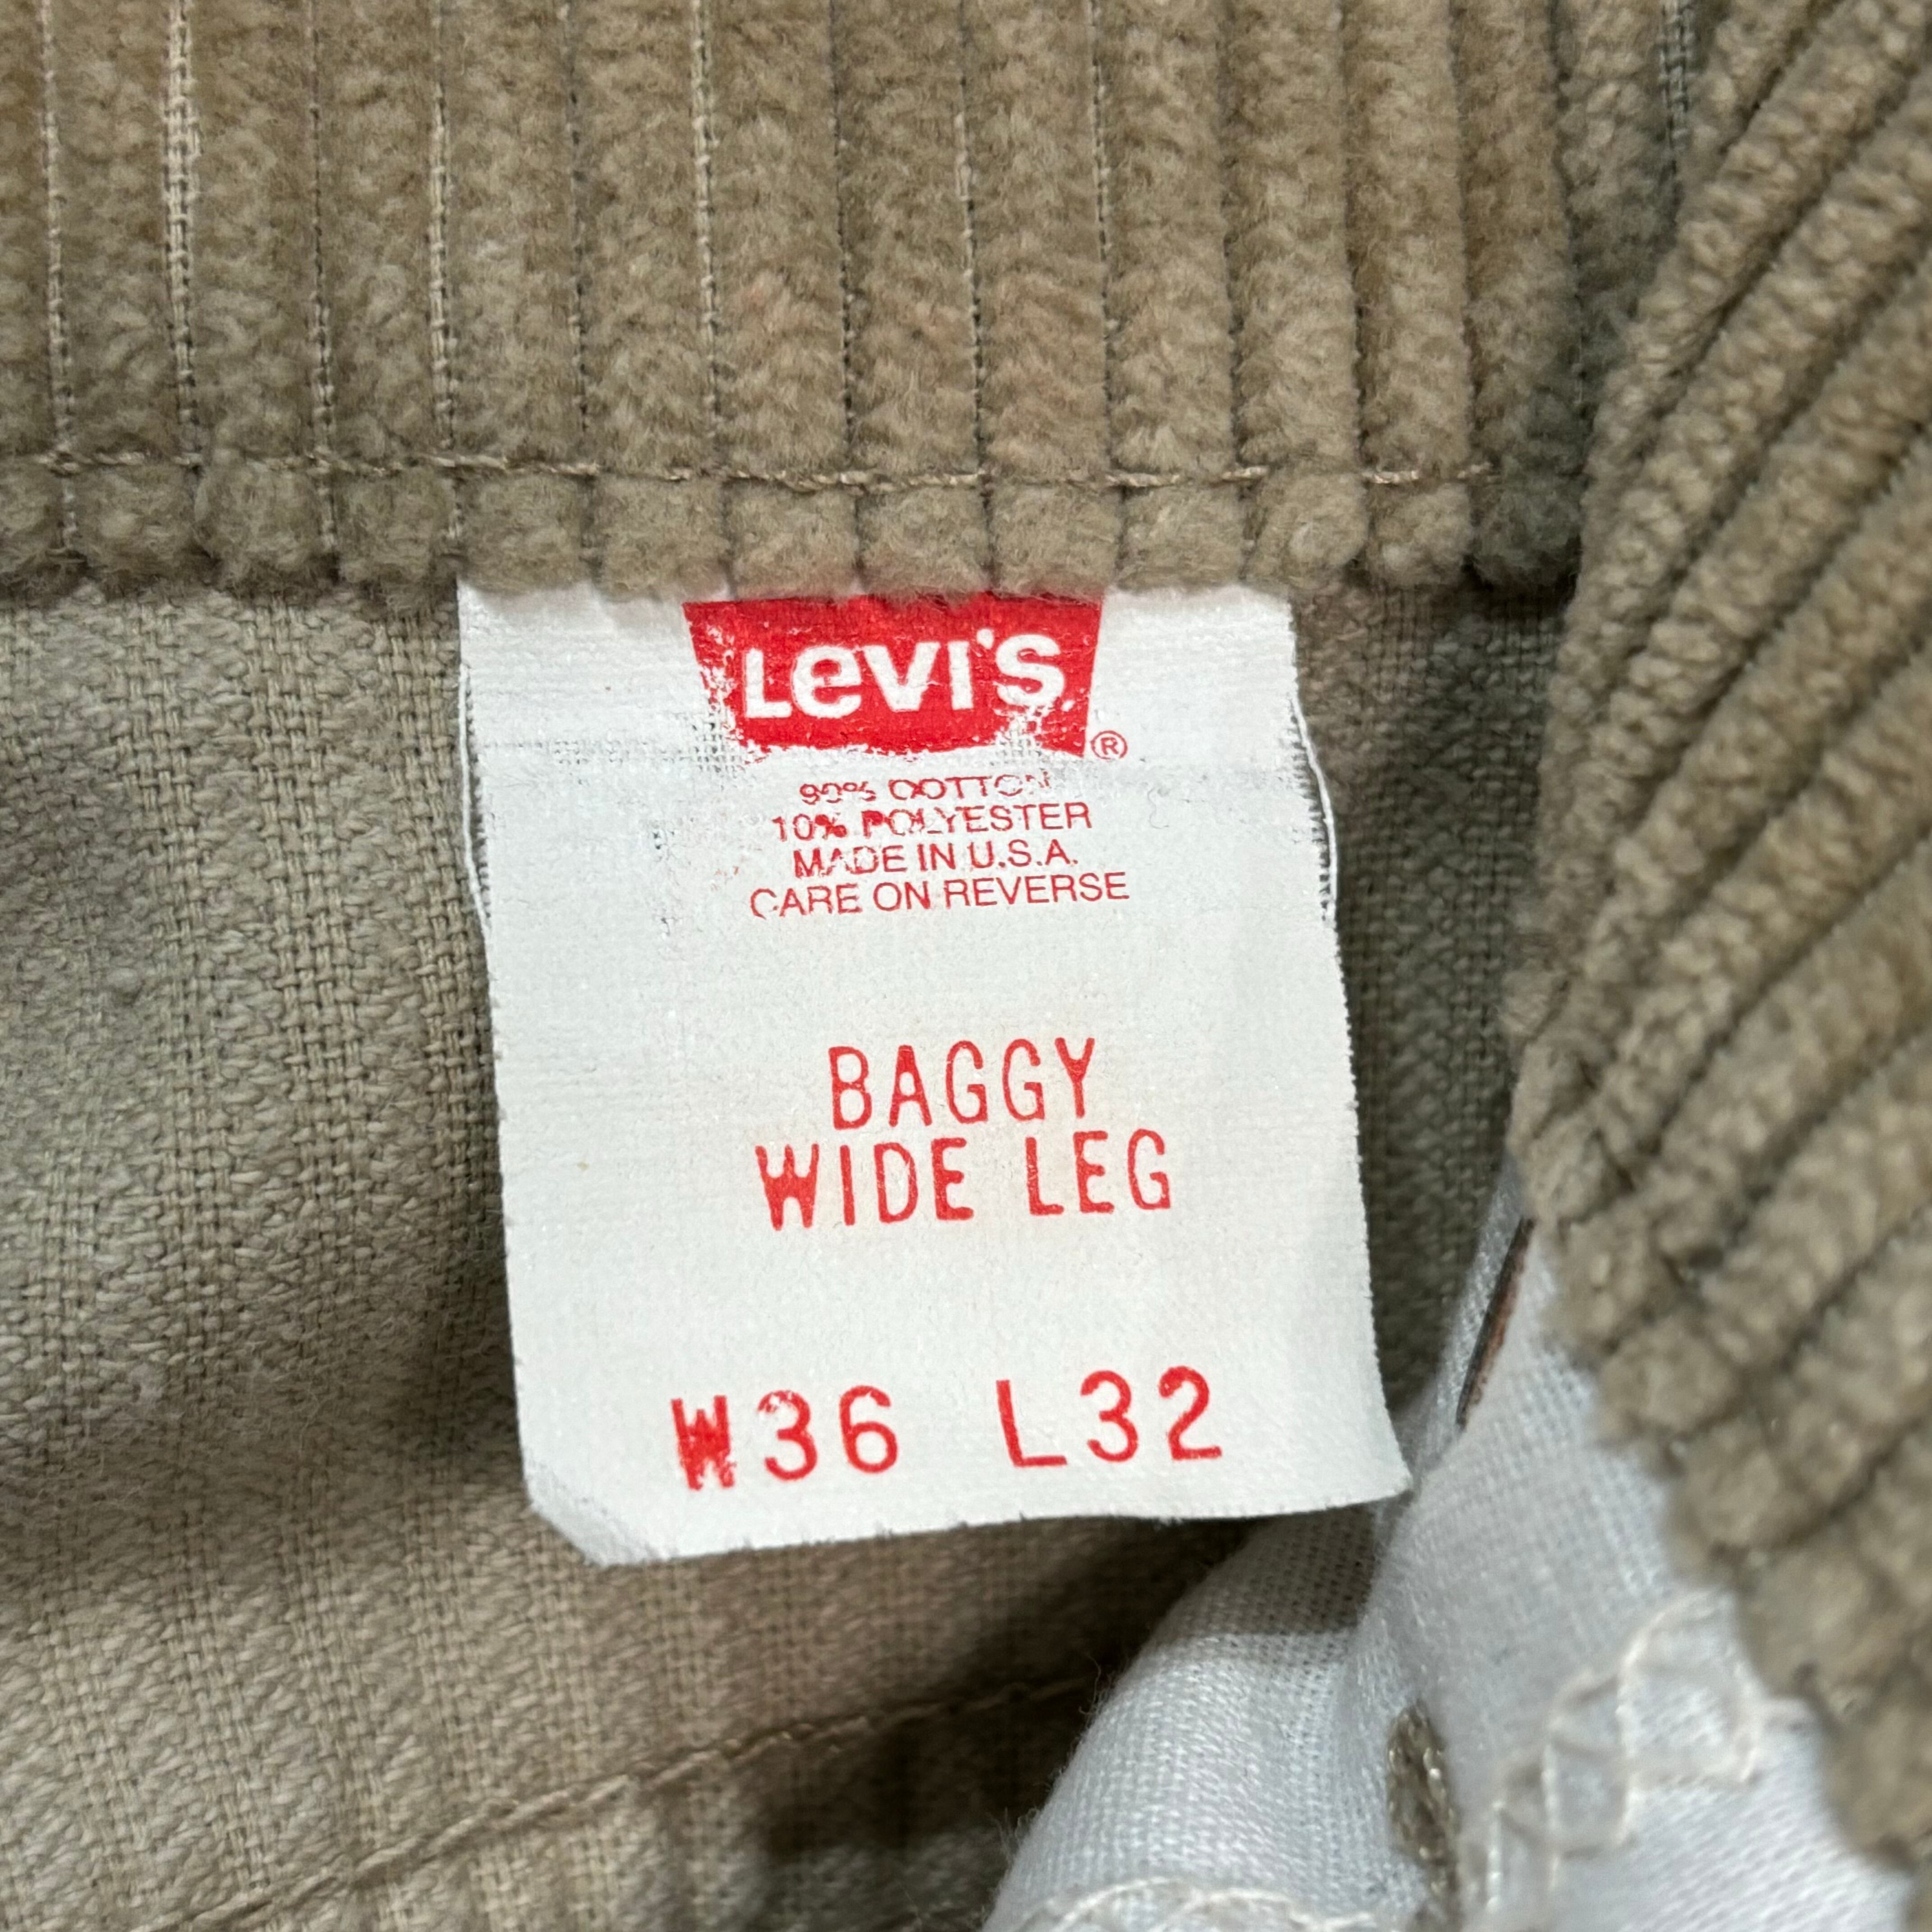 Levi's ®
90% COTTON
10% POLYESTER
MADE IN U.S.A.
CARE ON REVERSE
BAGGY
WIDE LEG
W36 L32